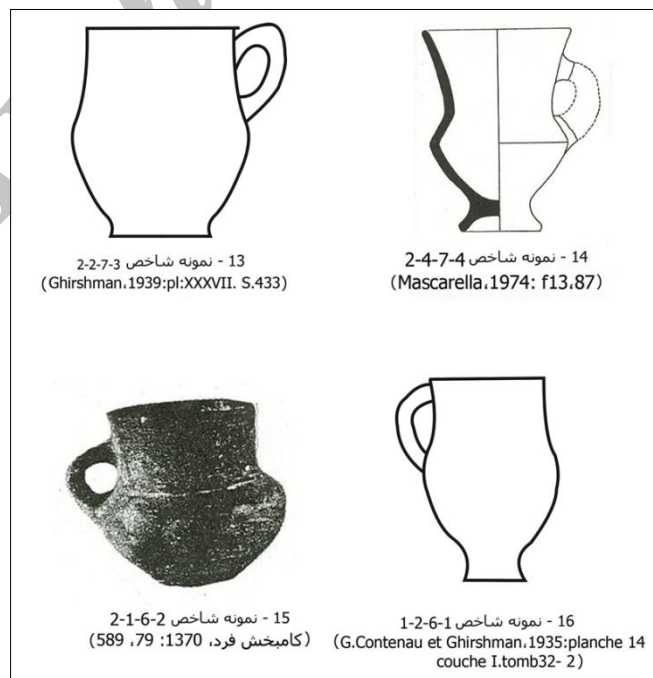 13 - نمونه شاخص 3-7-2-2
(Ghirshman,1939:pl:XXXVII. S.433)
14 - نمونه شاخص 4-7-4-2
(Mascarella,1974: f13,87)
15 - نمونه شاخص 2-6-1-2
(کامبخش فرد، 1370: 79، 589)
16 - نمونه شاخص 1-6-2-1
(G.Contenau et Ghirshman,1935:planche 14
couche I.tomb32- 2)